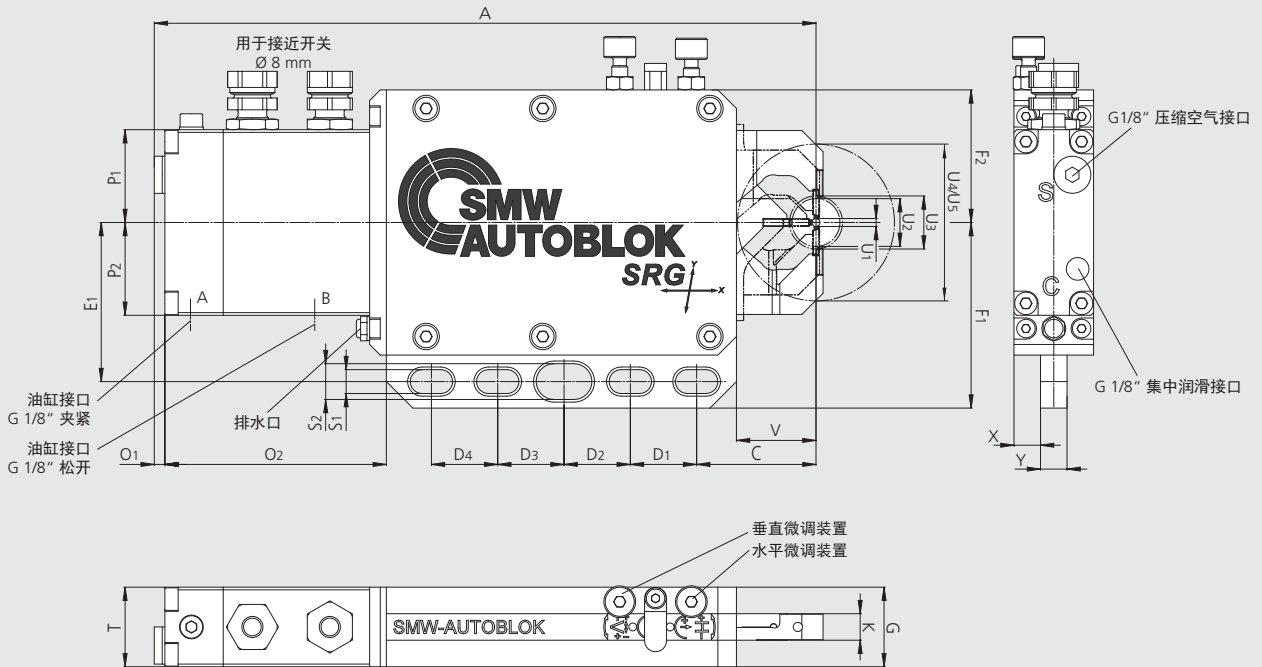 A
用于接近开关
Ø 8 mm
P1
P2
E1
A
B
SMW
AUTOBLOK
SRG
Y
X
U1
U2
U3
U4/U5
F2
F1
S2
S1
油缸接口
G 1/8" 夹紧
油缸接口
G 1/8" 松开
排水口
O1
O2
D4
D3
D2
D1
C
V
S
C
G1/8" 压缩空气接口
G 1/8" 集中润滑接口
X
Y
垂直微调装置
水平微调装置
T
SMW-AUTOBLOK
V
+
H
K
G